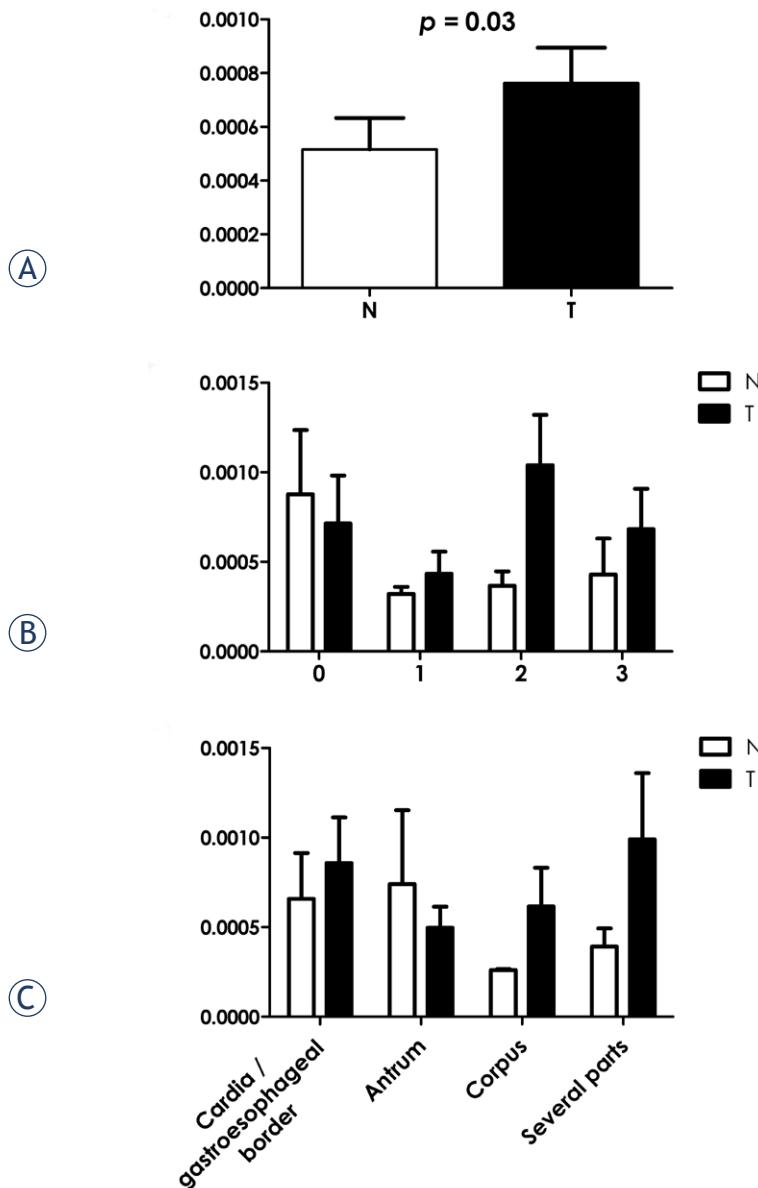 A
p = 0.03
0.0010
0.0008
0.0006
0.0004
0.0002
0.0000
N T
B
0.0015
0.0010
0.0005
0.0000
0 1 2 3
N
T
C
0.0015
0.0010
0.0005
0.0000
Cardia /
gastroesophageal
border
Antrum
Corpus
Several parts
N
T